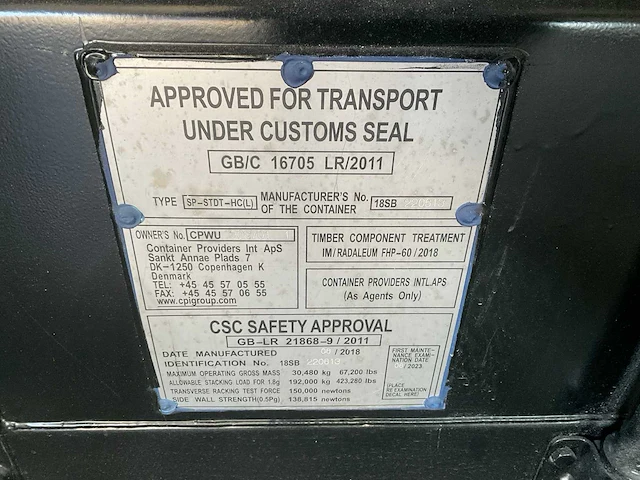 APPROVED FOR TRANSPORT
UNDER CUSTOMS SEAL
GB/C 16705 LR/2011
TYPE SP-STDT-HC(L) MANUFACTURER'S No. OF THE CONTAINER 18SB
OWNER'S No. CPWU
Container Providers Int ApS
Sankt Annae Plads 7
DK-1250 Copenhagen K
Denmark
TEL: +45 45 57 05 55
FAX: +45 45 57 06 55
www.cpigroup.com
TIMBER COMPONENT TREATMENT
IM/RADALEUM FHP-60/2018
CONTAINER PROVIDERS INTL.APS
(As Agents Only)
CSC SAFETY APPROVAL
GB-LR 21868-9/2011
DATE MANUFACTURED /2018
IDENTIFICATION No. 18SB
MAXIMUM OPERATING GROSS MASS 30,480 kg 67,200 lbs
ALLOWABLE STACKING LOAD FOR 1.8g 192,000 kg 423,280 lbs
TRANSVERSE RACKING TEST FORCE 150,000 newtons
SIDE WALL STRENGTH(0.5Pg) 138,815 newtons
FIRST MAINTE-
NANCE EXAMI-
NATION DATE
/2023
(PLACE
RE EXAMINATION
DECAL HERE)